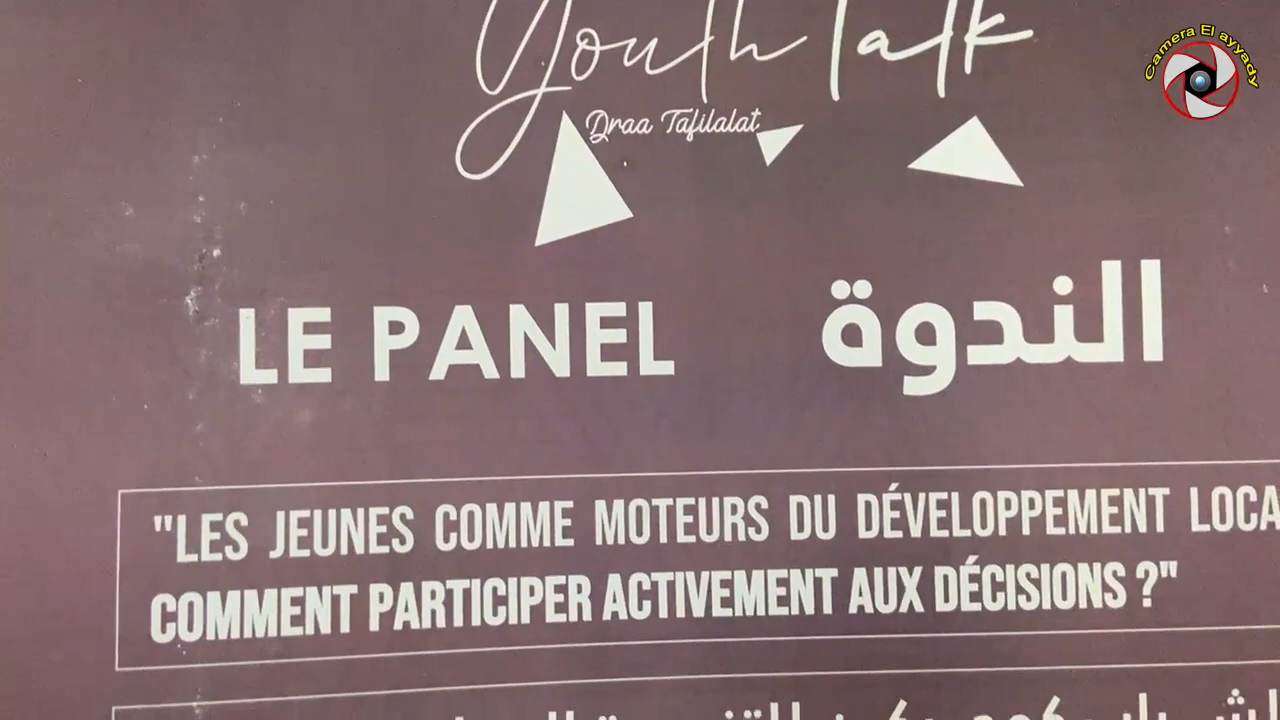 Youth Talk
Camera El ayyady
Draa Tafilalat
LE PANEL
الندوة
"LES JEUNES COMME MOTEURS DU DÉVELOPPEMENT LOCA
COMMENT PARTICIPER ACTIVEMENT AUX DÉCISIONS ?"